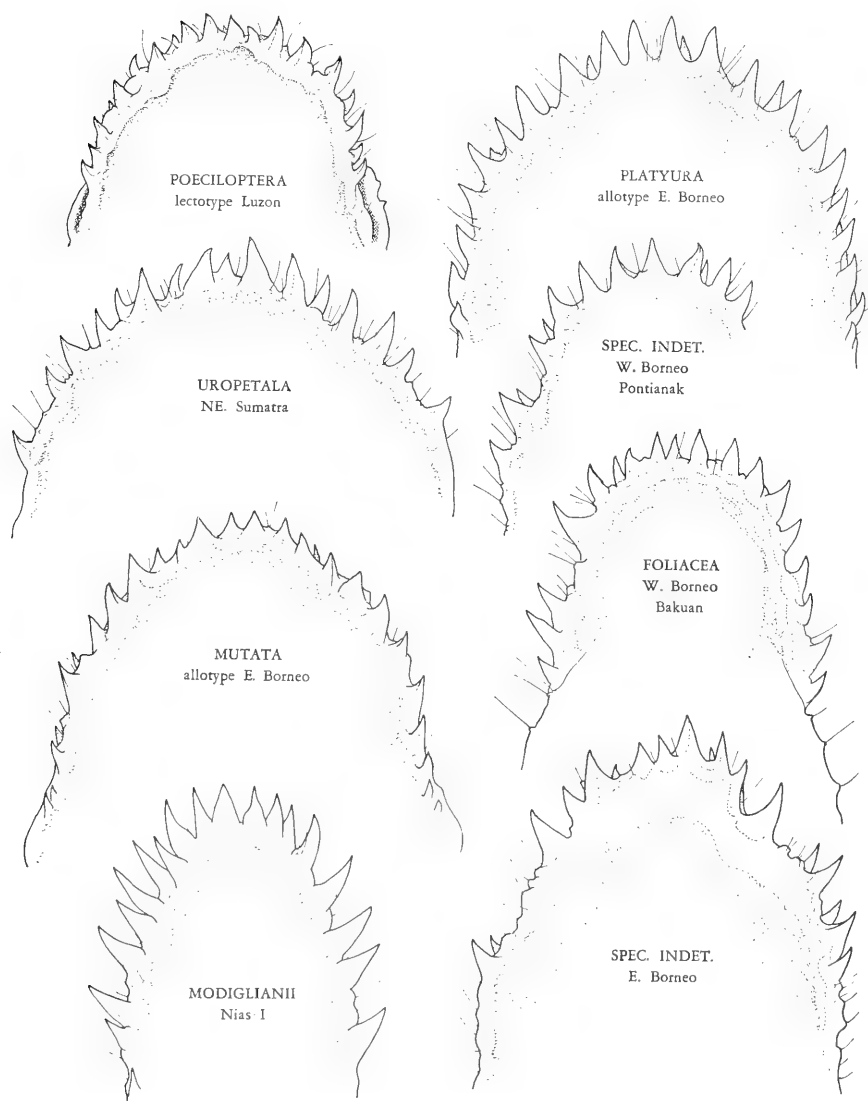 POECILOPTERA
lectotype Luzon
PLATYURA
allotype E. Borneo
UROPETALA
NE. Sumatra
SPEC. INDET.
W. Borneo
Pontianak
FOLIACEA
W. Borneo
Bakuan
MUTATA
allotype E. Borneo
MODIGLIANII
Nias I
SPEC. INDET.
E. Borneo